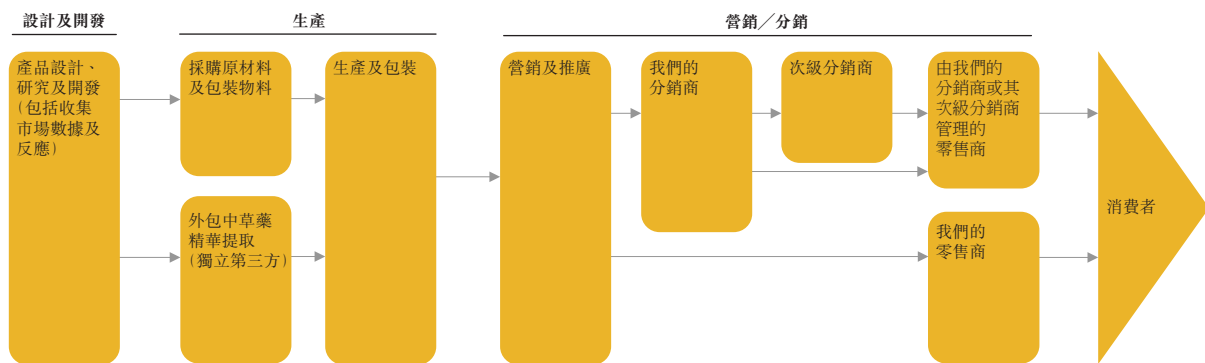 設計及開發
生產
營銷╱分銷
產品設計、
研究及開發
(包括收集
市場數據及
反應)
採購原材料
及包裝物料
外包中草藥
精華提取
(獨立第三方)
生產及包裝
營銷及推廣
我們的
分銷商
次級分銷商
由我們的
分銷商或其
次級分銷商
管理的
零售商
我們的
零售商
消費者